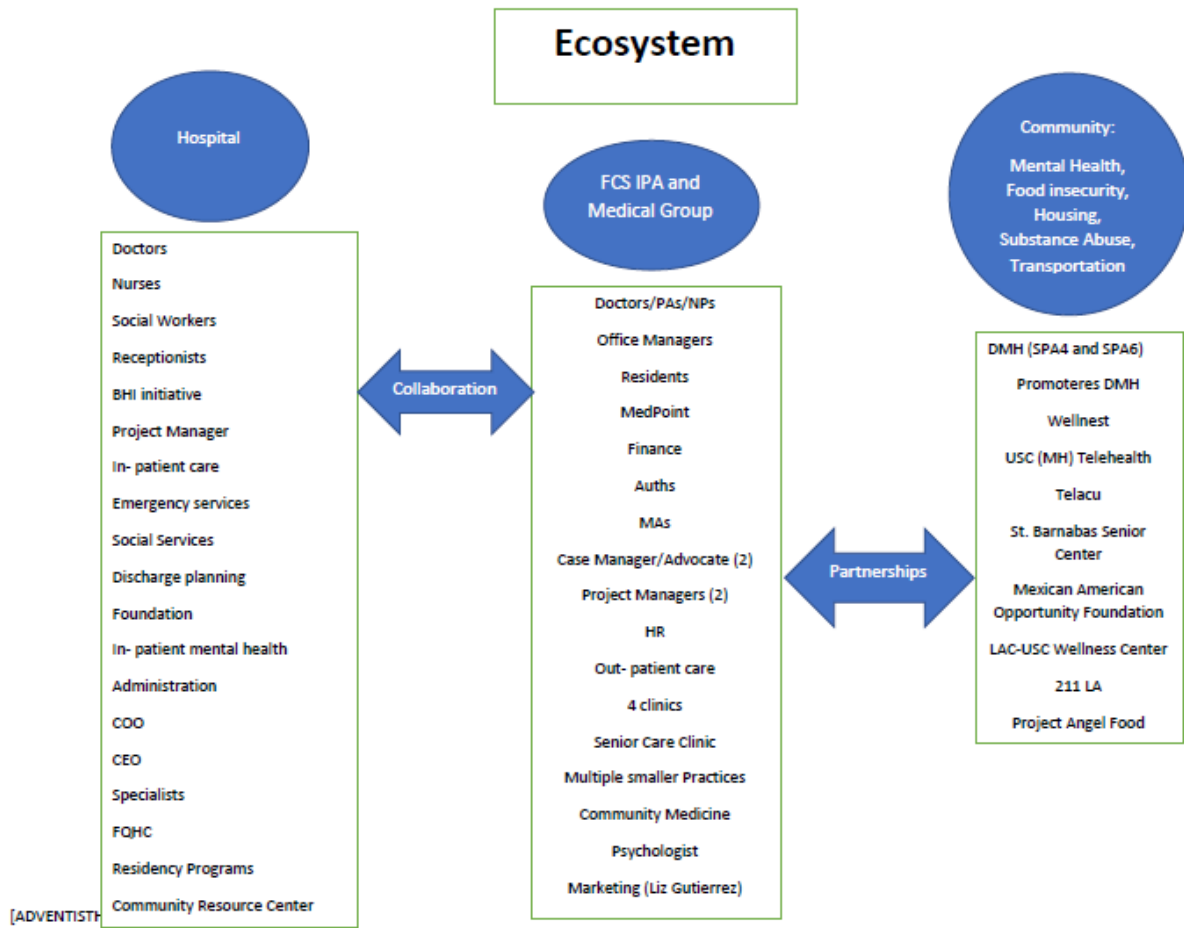 Ecosystem
Hospital
Doctors
Nurses
Social Workers
Receptionists
BHI initiative
Project Manager
In- patient care
Emergency services
Social Services
Discharge planning
Foundation
In- patient mental health
Administration
COO
CEO
Specialists
FQHC
Residency Programs
Community Resource Center
[ADVENTISTH
Collaboration
FCS IPA and
Medical Group
Doctors/PAs/NPs
Office Managers
Residents
MedPoint
Finance
Auths
MAs
Case Manager/Advocate (2)
Project Managers (2)
HR
Out- patient care
4 clinics
Senior Care Clinic
Multiple smaller Practices
Community Medicine
Psychologist
Marketing (Liz Gutierrez)
Partnerships
Community:
Mental Health,
Food insecurity,
Housing,
Substance Abuse,
Transportation
DMH (SPA4 and SPA6)
Promoteres DMH
Wellnest
USC (MH) Telehealth
Telacu
St. Barnabas Senior
Center
Mexican American
Opportunity Foundation
LAC-USC Wellness Center
211 LA
Project Angel Food